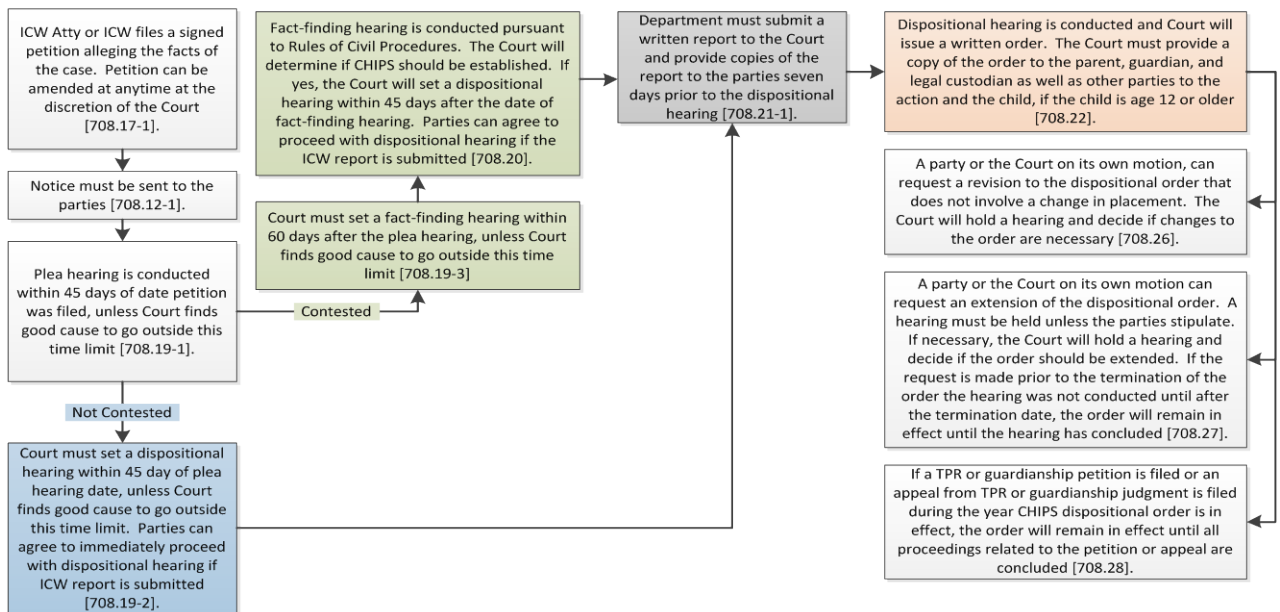 ICW Atty or ICW files a signed
petition alleging the facts of
the case. Petition can be
amended at anytime at the
discretion of the Court
[708.17-1].
Notice must be sent to the
parties [708.12-1].
Plea hearing is conducted
within 45 days of date petition
was filed, unless Court finds
good cause to go outside this
time limit [708.19-1].
Not Contested
Court must set a dispositional
hearing within 45 day of plea
hearing date, unless Court
finds good cause to go outside
this time limit. Parties can
agree to immediately proceed
with dispositional hearing if
ICW report is submitted
[708.19-2].
Contested
Court must set a fact-finding hearing within
60 days after the plea hearing, unless Court
finds good cause to go outside this time
limit [708.19-3]
Fact-finding hearing is conducted pursuant
to Rules of Civil Procedures. The Court will
determine if CHIPS should be established. If
yes, the Court will set a dispositional
hearing within 45 days after the date of
fact-finding hearing. Parties can agree to
proceed with dispositional hearing if the
ICW report is submitted [708.20].
Department must submit a
written report to the Court
and provide copies of the
report to the parties seven
days prior to the dispositional
hearing [708.21-1].
Dispositional hearing is conducted and Court will
issue a written order. The Court must provide a
copy of the order to the parent, guardian, and
legal custodian as well as other parties to the
action and the child, if the child is age 12 or older
[708.22].
A party or the Court on its own motion, can
request a revision to the dispositional order that
does not involve a change in placement. The
Court will hold a hearing and decide if changes to
the order are necessary [708.26].
A party or the Court on its own motion can
request an extension of the dispositional order. A
hearing must be held unless the parties stipulate.
If necessary, the Court will hold a hearing and
decide if the order should be extended. If the
request is made prior to the termination of the
order the hearing was not conducted until after
the termination date, the order will remain in
effect until the hearing has concluded [708.27].
If a TPR or guardianship petition is filed or an
appeal from TPR or guardianship judgment is filed
during the year CHIPS dispositional order is in
effect, the order will remain in effect until all
proceedings related to the petition or appeal are
concluded [708.28].